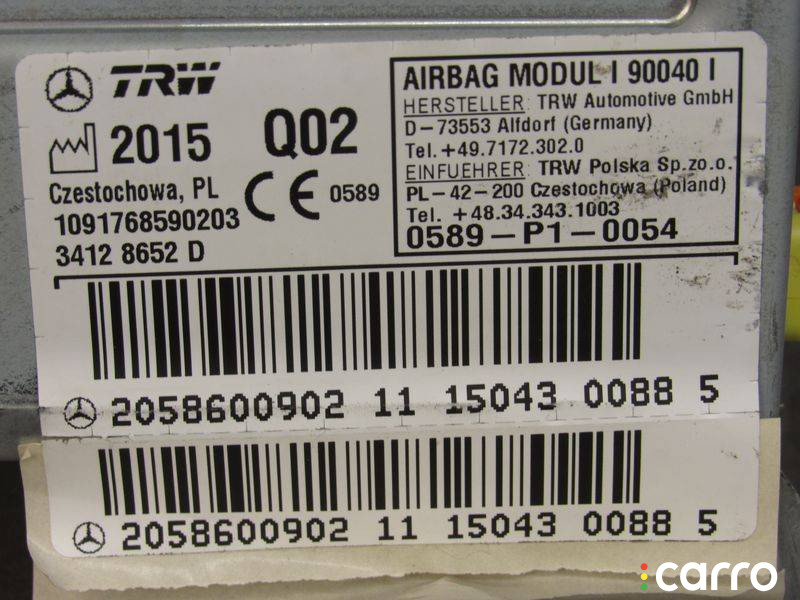 TRW
2015 Q02
Czestochowa, PL
CE 0589
1091768590203
3412 8652 D
AIRBAG MODUL I 90040 I
HERSTELLER: TRW Automotive GmbH
D-73553 Alfdorf (Germany)
Tel.+49.7172.302.0
EINFUEHRER: TRW Polska Sp.zo.o.
PL-42-200 Czestochowa (Poland)
Tel. +48.34.343.1003
0589-P1-0054
2058600902 11 15043 0088 5
2058600902 11 15043 0088 5
carro